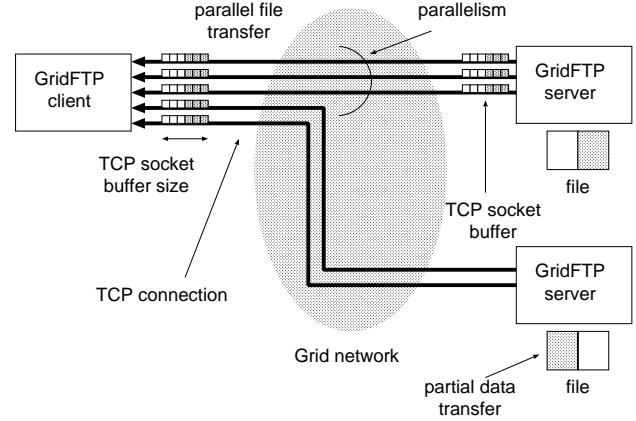 parallel file
transfer
parallelism
GridFTP
client
GridFTP
server
file
TCP socket
buffer size
TCP socket
buffer
TCP connection
GridFTP
server
Grid network
partial data
transfer
file